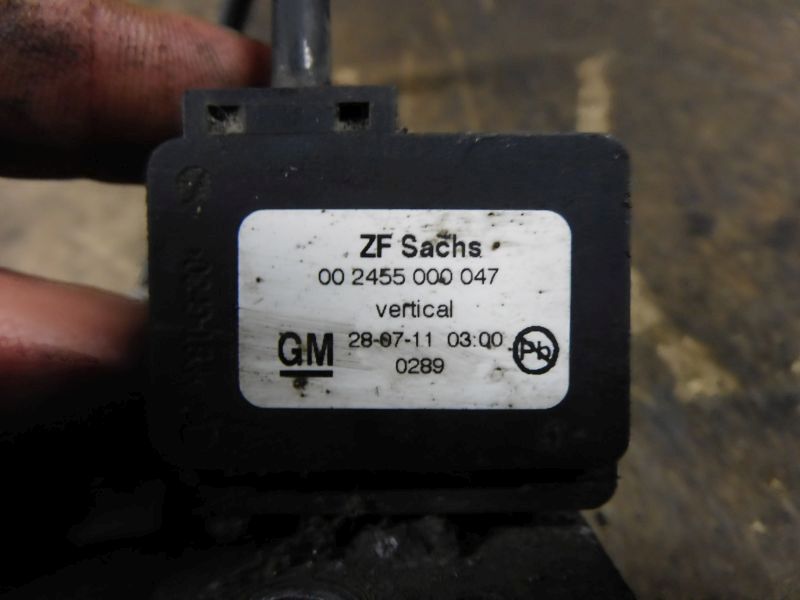 ZF Sachs
00 2455 000 047
vertical
GM 28-07-11 03:00 Pb
0289